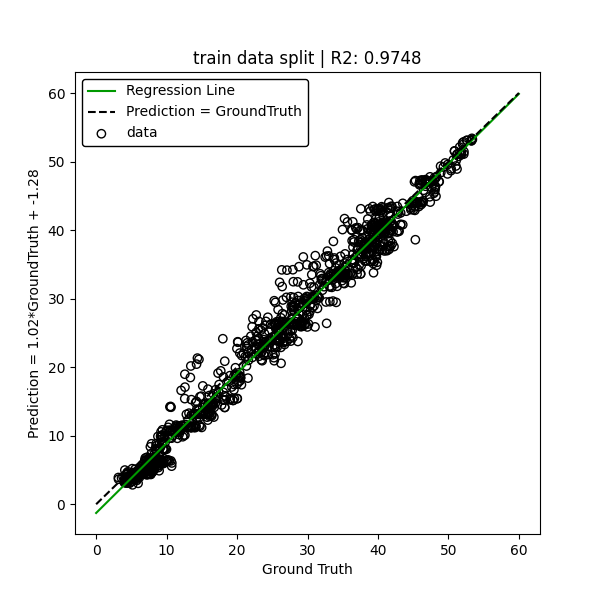 train data split | R2: 0.9748
Regression Line
Prediction = GroundTruth
data
60
50
40
30
20
10
0
Prediction = 1.02*GroundTruth + -1.28
0 10 20 30 40 50 60
Ground Truth